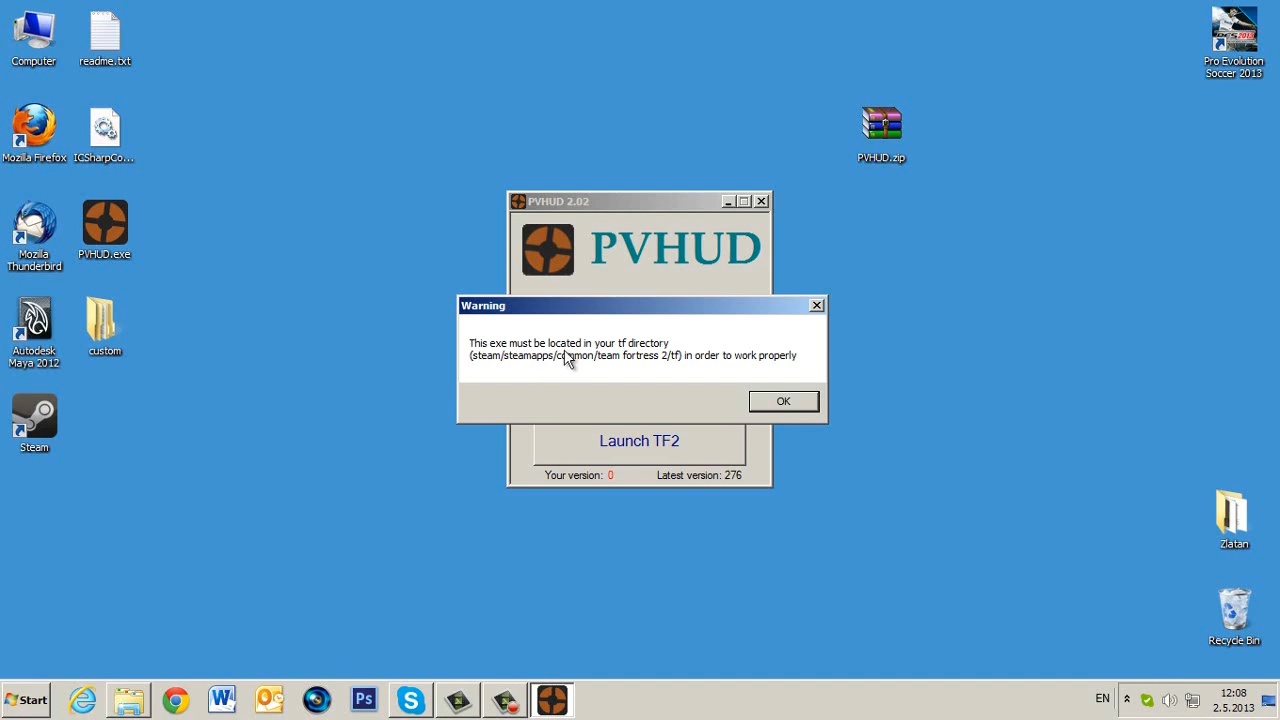 Computer
readme.txt
Pro Evolution
Soccer 2013
Mozilla Firefox
ICSharpCo...
PVHUD.zip
Mozilla
Thunderbird
PVHUD.exe
PVHUD 2.02
PVHUD
Warning
This exe must be located in your tf directory
(steam/steamapps/common/team fortress 2/tf) in order to work properly
OK
Autodesk
Maya 2012
custom
Steam
Launch TF2
Your version: 0 Latest version: 276
Zlatan
Recycle Bin
Start
Ps
EN
12:08
2.5.2013